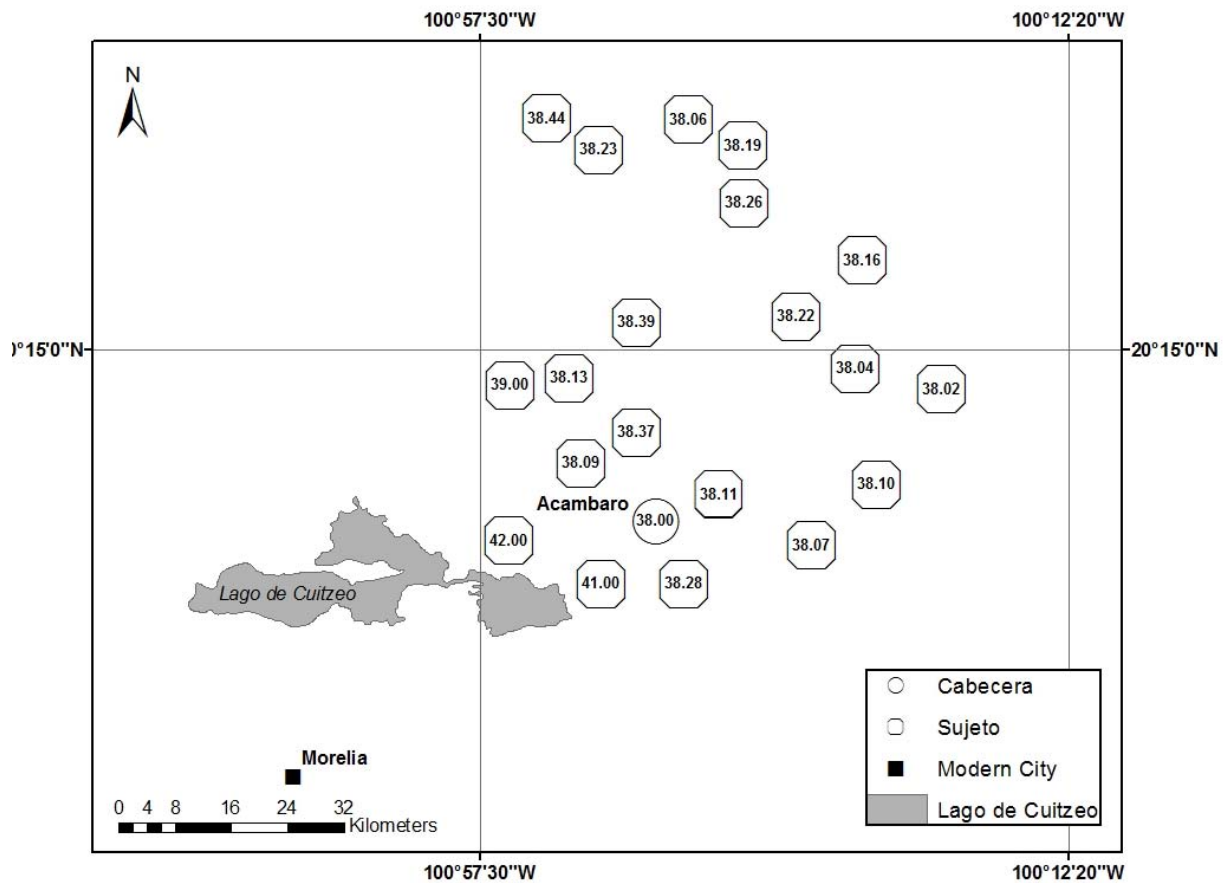 100°57'30"W
100°12'20"W
N
38.44
38.06
38.23
38.19
38.26
38.16
38.22
38.39
0°15'0"N
20°15'0"N
38.04
38.13
39.00
38.02
38.37
38.09
38.10
38.11
Acambaro
38.00
42.00
38.07
41.00
38.28
Lago de Cuitzeo
Cabecera
Sujeto
Modern City
Lago de Cuitzeo
Morelia
0 4 8 16 24 32
Kilometers
100°57'30"W
100°12'20"W